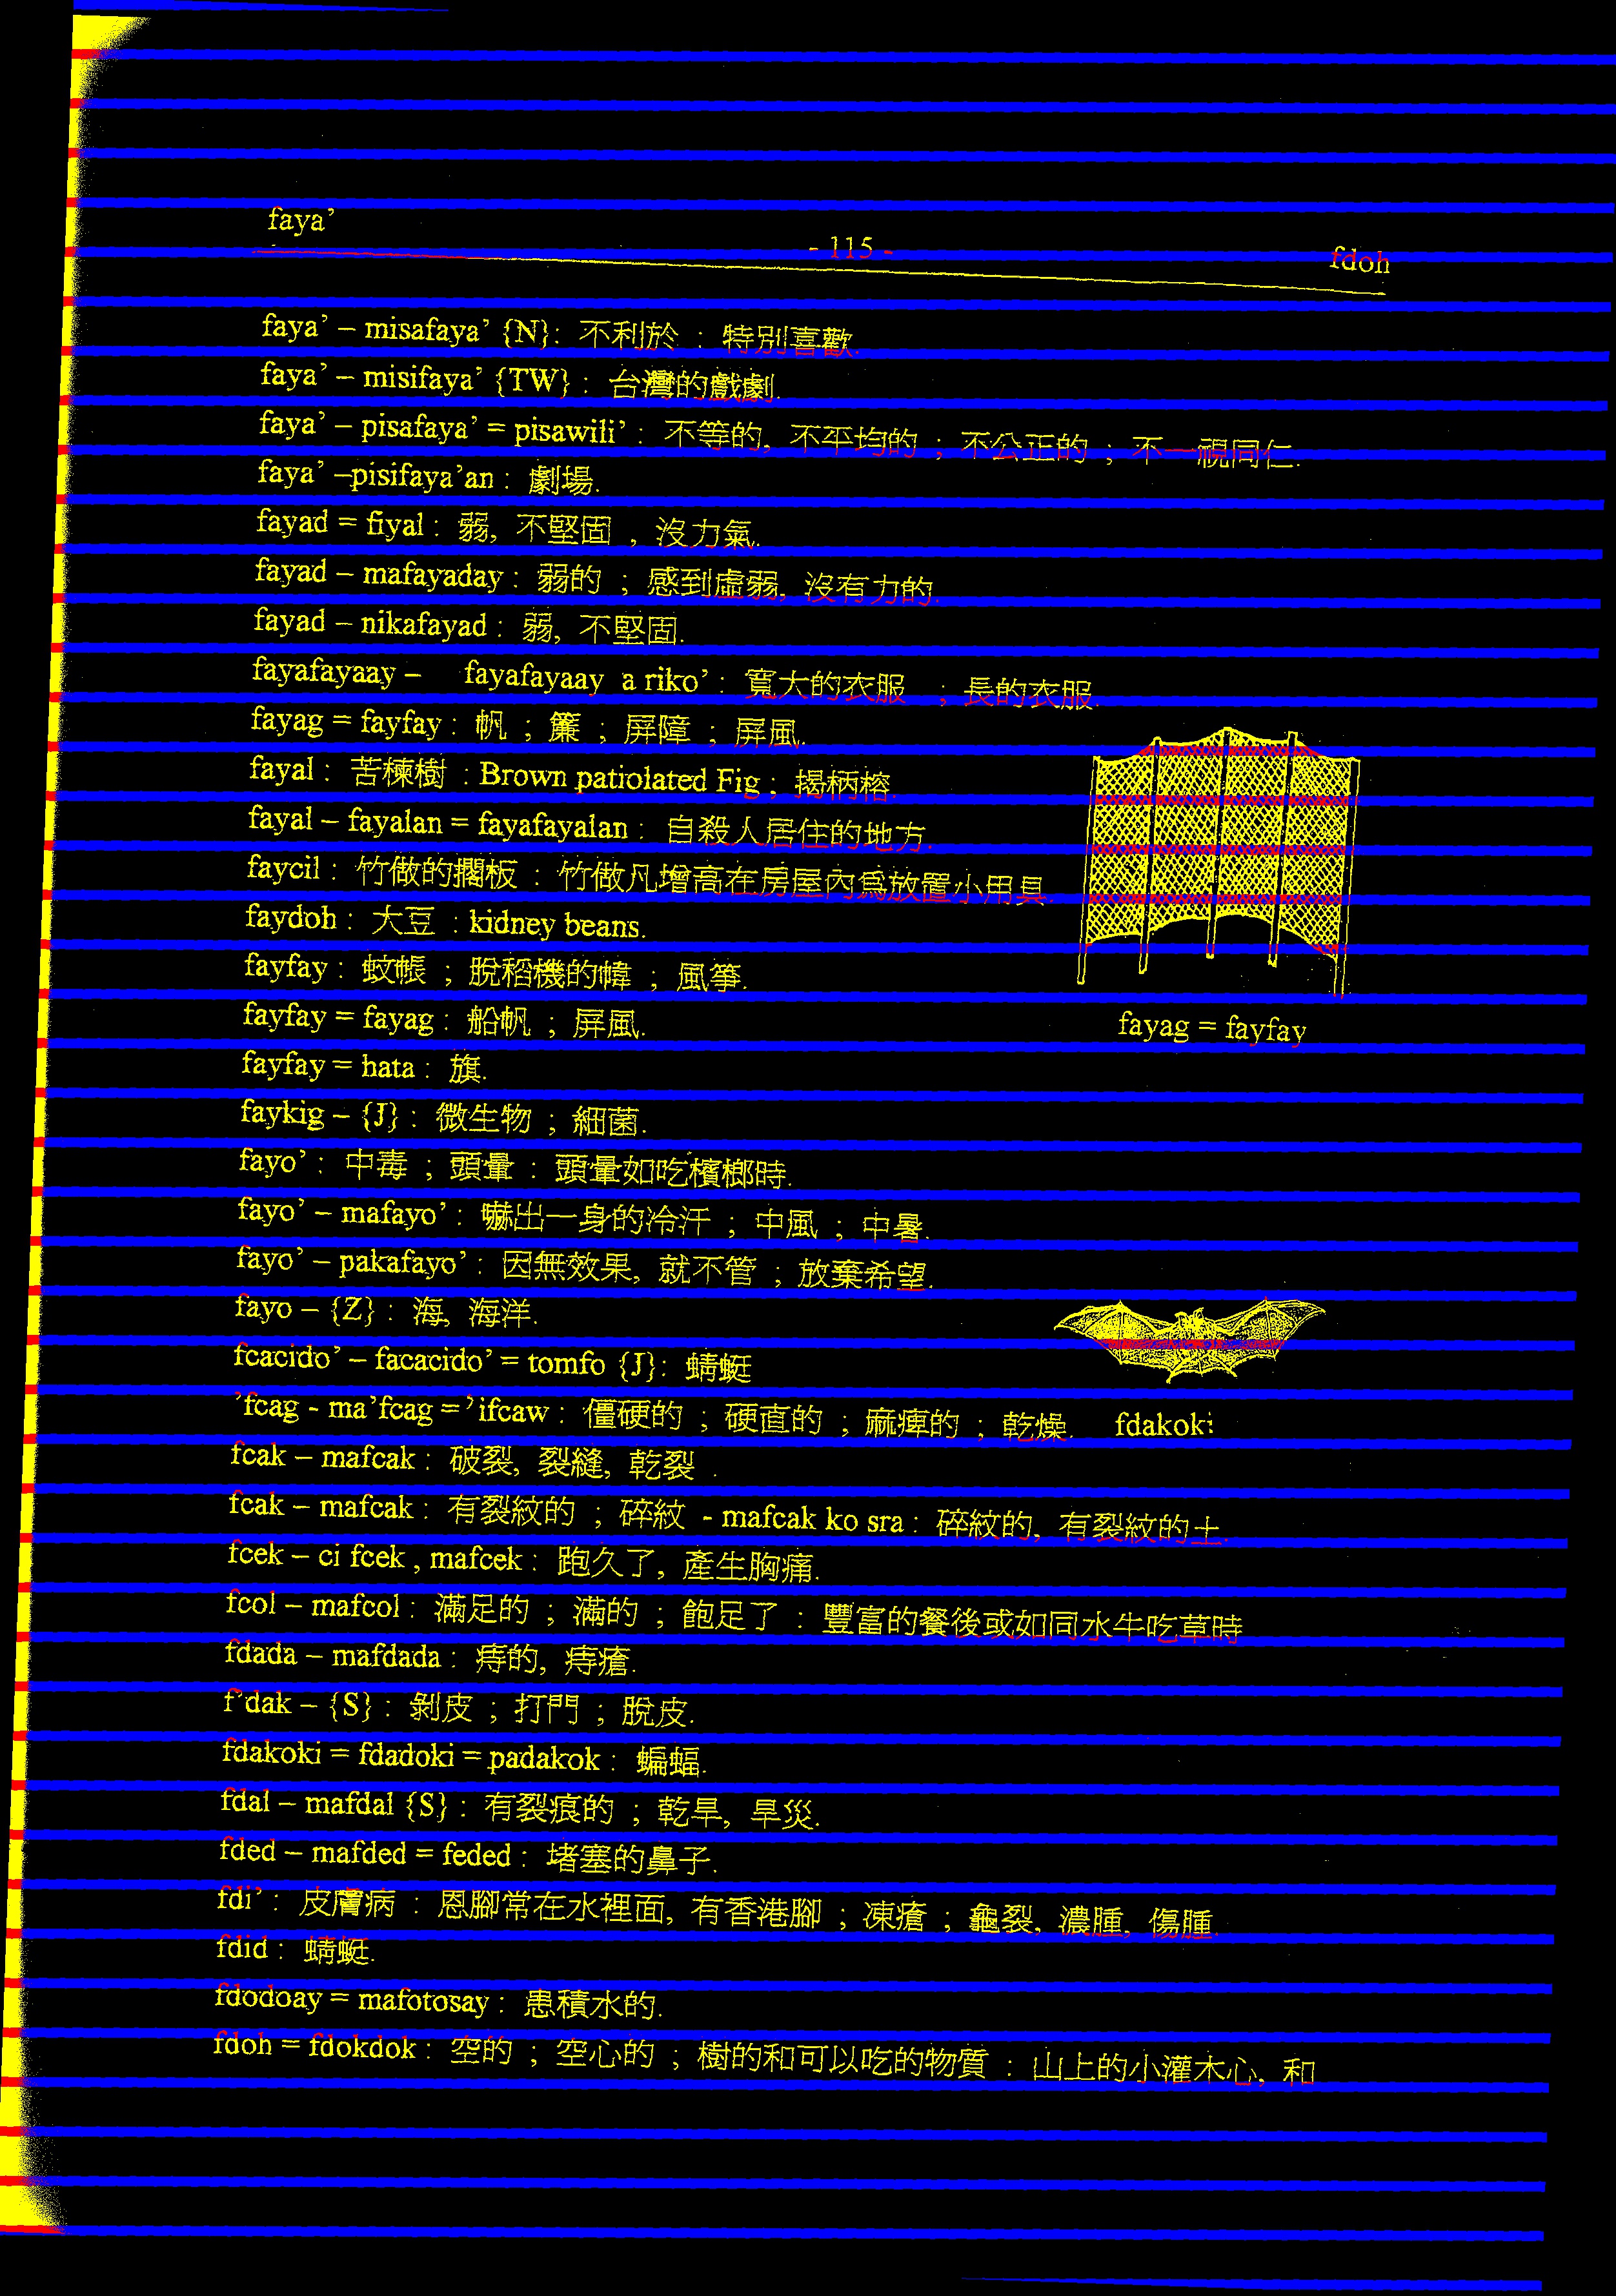 faya’
- 115 -
fdoh
faya’ – misafaya’ {N}: 不利於 ; 特別喜歡.
faya’ – misifaya’ {TW} : 台灣的戲劇.
faya’ – pisafaya’ = pisawili’ : 不等的, 不平均的 ; 不公正的 ; 不一視同仁.
faya’ –pisifaya’an : 劇場.
fayad = fiyal : 弱, 不堅固 , 沒力氣.
fayad – mafayaday : 弱的 ; 感到虛弱, 沒有力的.
fayad – nikafayad : 弱, 不堅固.
fayafayaay – fayafayaay a riko’ : 寬大的衣服 ; 長的衣服.
fayag = fayfay : 帆 ; 簾 ; 屏障 ; 屏風.
fayal : 苦楝樹 : Brown patiolated Fig ; 揭柄榕.
fayal – fayalan = fayafayalan : 自殺人居住的地方.
faycil : 竹做的擱板 : 竹做凡增高在房屋內為放置小用具.
faydoh : 大豆 : kidney beans.
fayfay : 蚊帳 ; 脫稻機的幃 ; 風箏.
fayfay = fayag : 船帆 ; 屏風.
fayag = fayfay
fayfay = hata : 旗.
faykig – {J} : 微生物 ; 細菌.
fayo’ : 中毒 ; 頭暈 : 頭暈如吃檳榔時.
fayo’ – mafayo’ : 嚇出一身的冷汗 ; 中風 ; 中暑.
fayo’ – pakafayo’ : 因無效果, 就不管 ; 放棄希望.
fayo – {Z} : 海, 海洋.
fcacido’ – facacido’ = tomfo {J} : 蜻蜓
’fcag - ma’fcag = ’ifcaw : 僵硬的 ; 硬直的 ; 麻痺的 ; 乾燥. fdakoki
fcak – mafcak : 破裂, 裂縫, 乾裂 .
fcak – mafcak : 有裂紋的 ; 碎紋 - mafcak ko sra : 碎紋的, 有裂紋的土.
fcek – ci fcek , mafcek : 跑久了, 產生胸痛.
fcol – mafcol : 滿足的 ; 滿的 ; 飽足了 : 豐富的餐後或如同水牛吃草時
fdada – mafdada : 痔的, 痔瘡.
f’dak – {S} : 剝皮 ; 打門 ; 脫皮.
fdakoki = fdadoki = padakok : 蝙蝠.
fdal – mafdal {S} : 有裂痕的 ; 乾旱, 旱災.
fded – mafded = feded : 堵塞的鼻子.
fdi’ : 皮膚病 : 恩腳常在水裡面, 有香港腳 ; 凍瘡 ; 龜裂, 濃腫, 傷腫.
fdid : 蜻蜓.
fdodoay = mafotosay : 患積水的.
fdoh = fdokdok : 空的 ; 空心的 ; 樹的和可以吃的物質 : 山上的小灌木心, 和